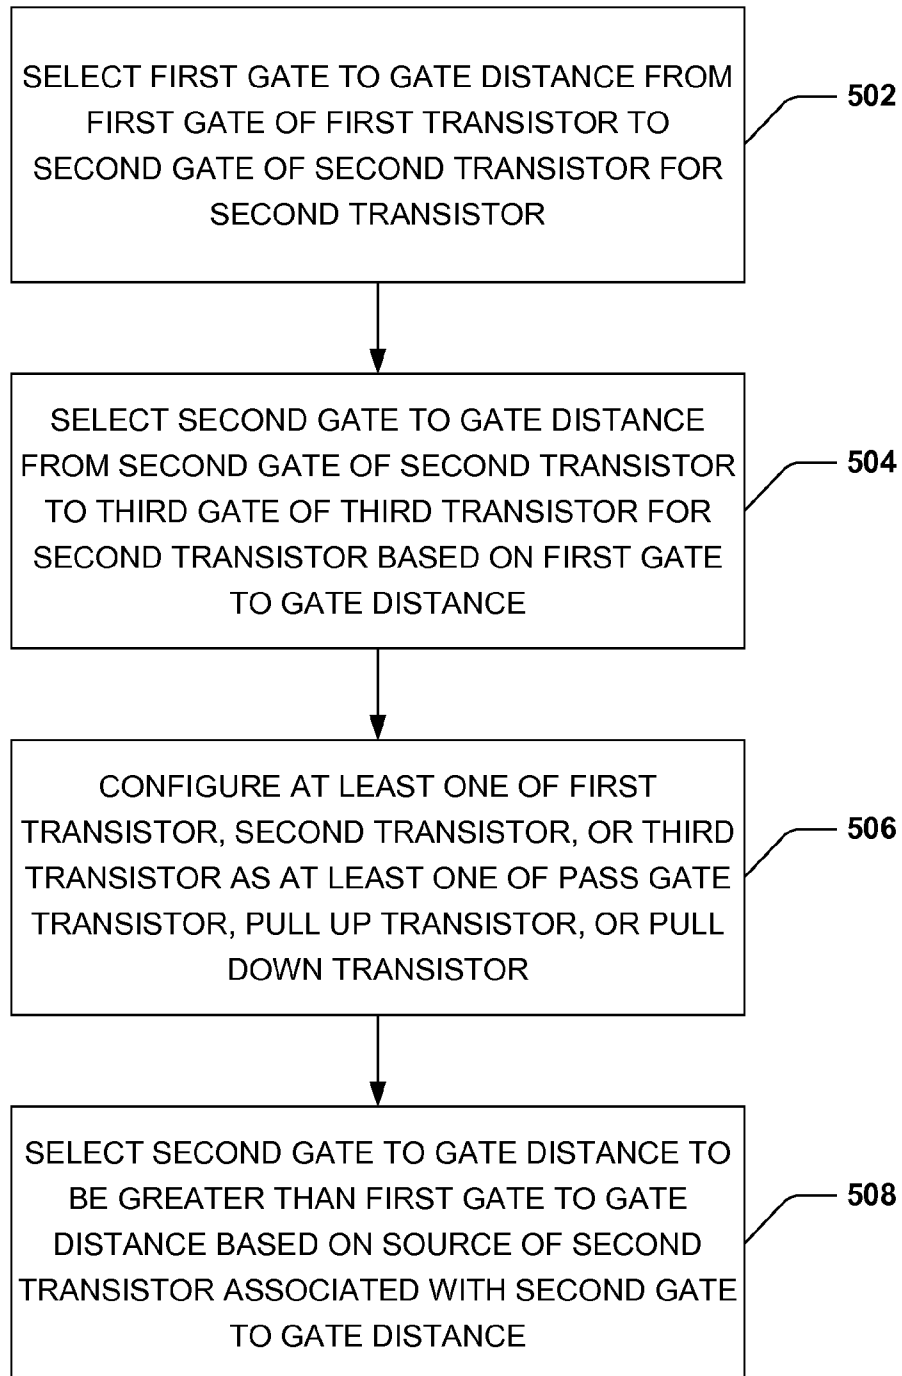 SELECT FIRST GATE TO GATE DISTANCE FROM
FIRST GATE OF FIRST TRANSISTOR TO
SECOND GATE OF SECOND TRANSISTOR FOR
SECOND TRANSISTOR
502
SELECT SECOND GATE TO GATE DISTANCE
FROM SECOND GATE OF SECOND TRANSISTOR
TO THIRD GATE OF THIRD TRANSISTOR FOR
SECOND TRANSISTOR BASED ON FIRST GATE
TO GATE DISTANCE
504
CONFIGURE AT LEAST ONE OF FIRST
TRANSISTOR, SECOND TRANSISTOR, OR THIRD
TRANSISTOR AS AT LEAST ONE OF PASS GATE
TRANSISTOR, PULL UP TRANSISTOR, OR PULL
DOWN TRANSISTOR
506
SELECT SECOND GATE TO GATE DISTANCE TO
BE GREATER THAN FIRST GATE TO GATE
DISTANCE BASED ON SOURCE OF SECOND
TRANSISTOR ASSOCIATED WITH SECOND GATE
TO GATE DISTANCE
508